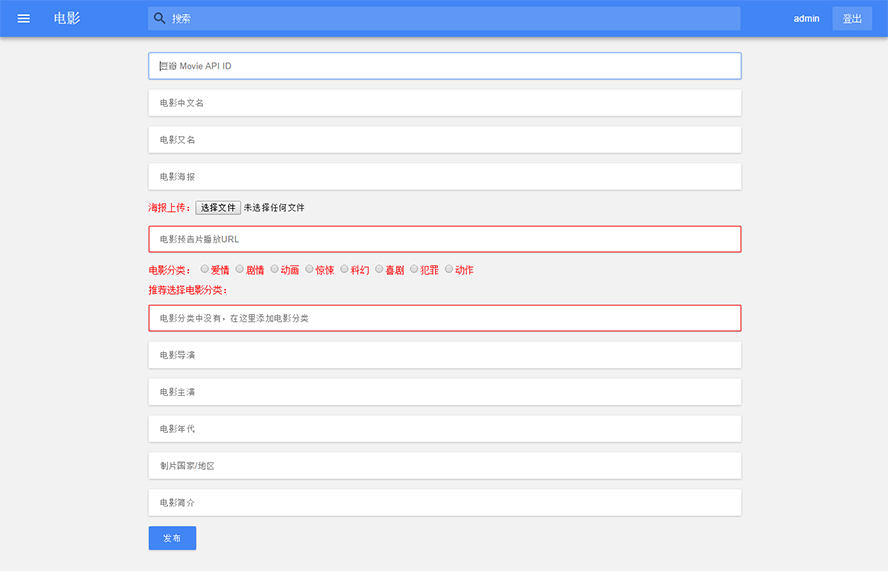 电影 搜索 admin 登出
豆瓣 Movie API ID
电影中文名
电影又名
电影海报
海报上传： 选择文件 未选择任何文件
电影预告片播放URL
电影分类： 爱情 剧情 动画 惊悚 科幻 喜剧 犯罪 动作
推荐选择电影分类：
电影分类中没有，在这里添加电影分类
电影导演
电影主演
电影年代
制片国家/地区
电影简介
发布